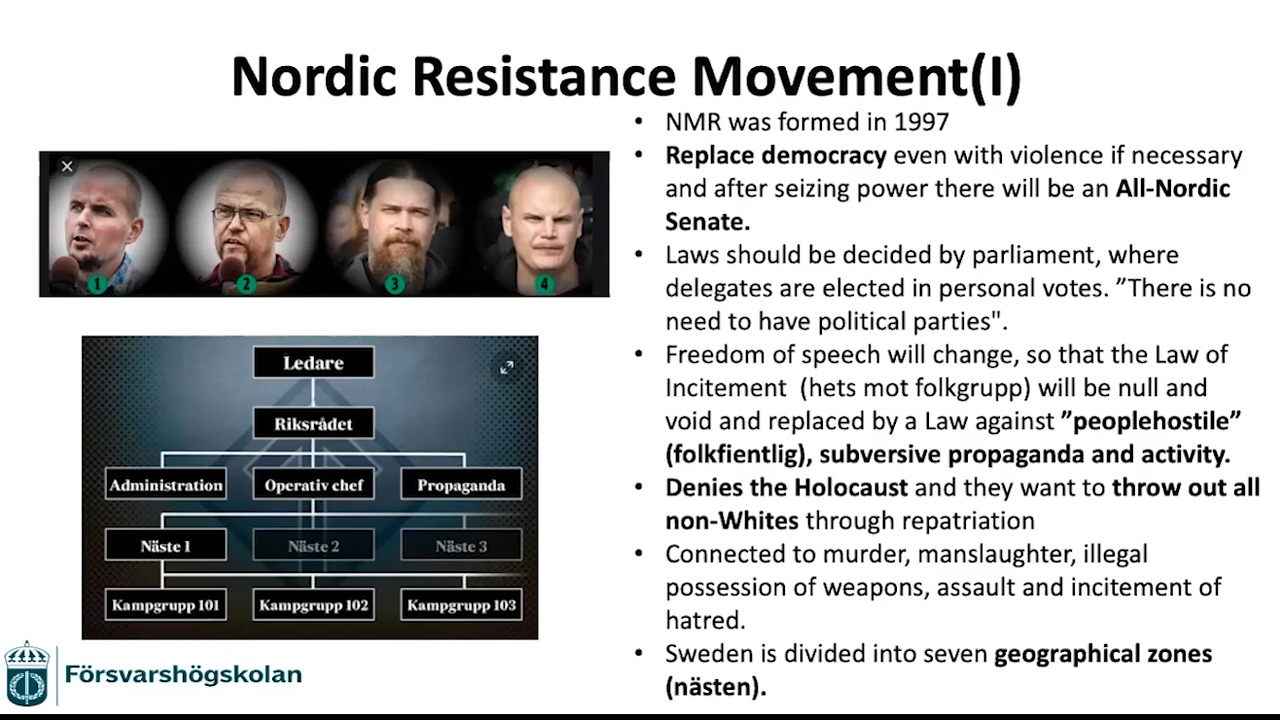 Nordic Resistance Movement(I)
• NMR was formed in 1997
• Replace democracy even with violence if necessary
and after seizing power there will be an All-Nordic
Senate.
• Laws should be decided by parliament, where
delegates are elected in personal votes. ”There is no
need to have political parties".
• Freedom of speech will change, so that the Law of
Incitement (hets mot folkgrupp) will be null and
void and replaced by a Law against ”peoplehostile”
(folkfientlig), subversive propaganda and activity.
• Denies the Holocaust and they want to throw out all
non-Whites through repatriation
• Connected to murder, manslaughter, illegal
possession of weapons, assault and incitement of
hatred.
• Sweden is divided into seven geographical zones
(nästen).
1 2 3 4
Ledare
Riksrådet
Administration Operativ chef Propaganda
Näste 1 Näste 2 Näste 3
Kampgrupp 101 Kampgrupp 102 Kampgrupp 103
Försvarshögskolan